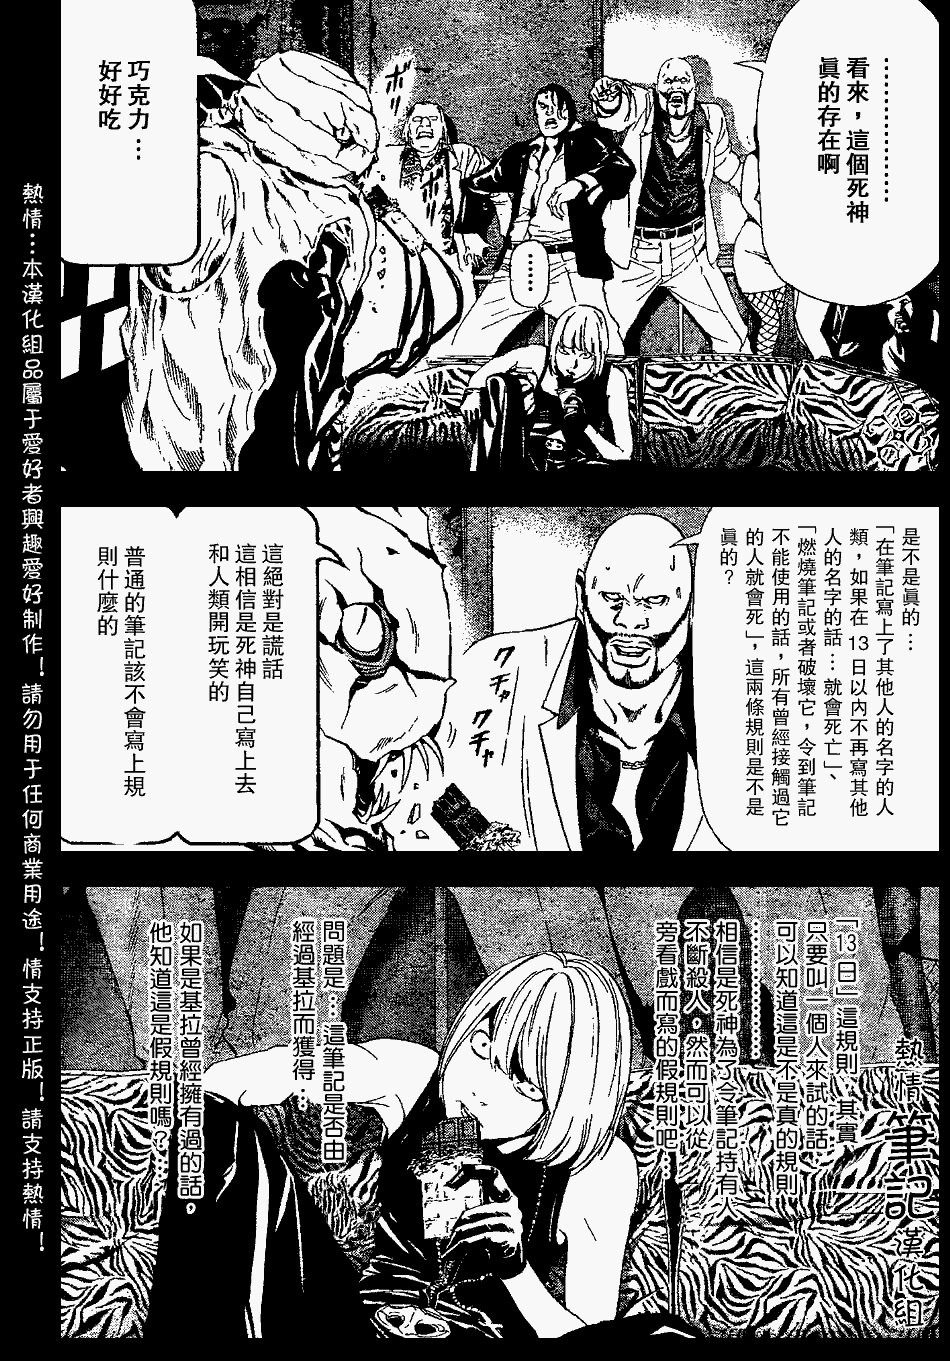 ………………
看來，這個死神
眞的存在啊
ボ
ボ
……
巧克力…
好好吃
是不是眞的…
「在筆記寫上了其他人的名字的人
類，如果在13日以內不再寫其他
人的名字的話…就會死亡」、
「燃燒筆記或者破壞它，令到筆記
不能使用的話，所有曾經接觸過它
的人就會死」，這兩條規則是不是
眞的？
クチャ
クチャ
這絕對是謊話
這相信是死神自己寫上去
和人類開玩笑的
普通的筆記該不會寫上規
則什麼的
「13日」這規則…其實
只要叫一個人來試的話…
可以知道這是不是真的規則
………………
相信是死神為了令筆記持有人
不斷殺人，然而可以從
旁看戲而寫的假規則吧…
問題是…這筆記是否由
經過基拉而獲得…
如果是基拉曾經擁有過的話，
他知道這是假規則嗎？…
熱情筆記漢化組
熱情…本漢化組品屬于愛好者興趣愛好制作！請勿用于任何商業用途！情支持正版！請支持熱情！